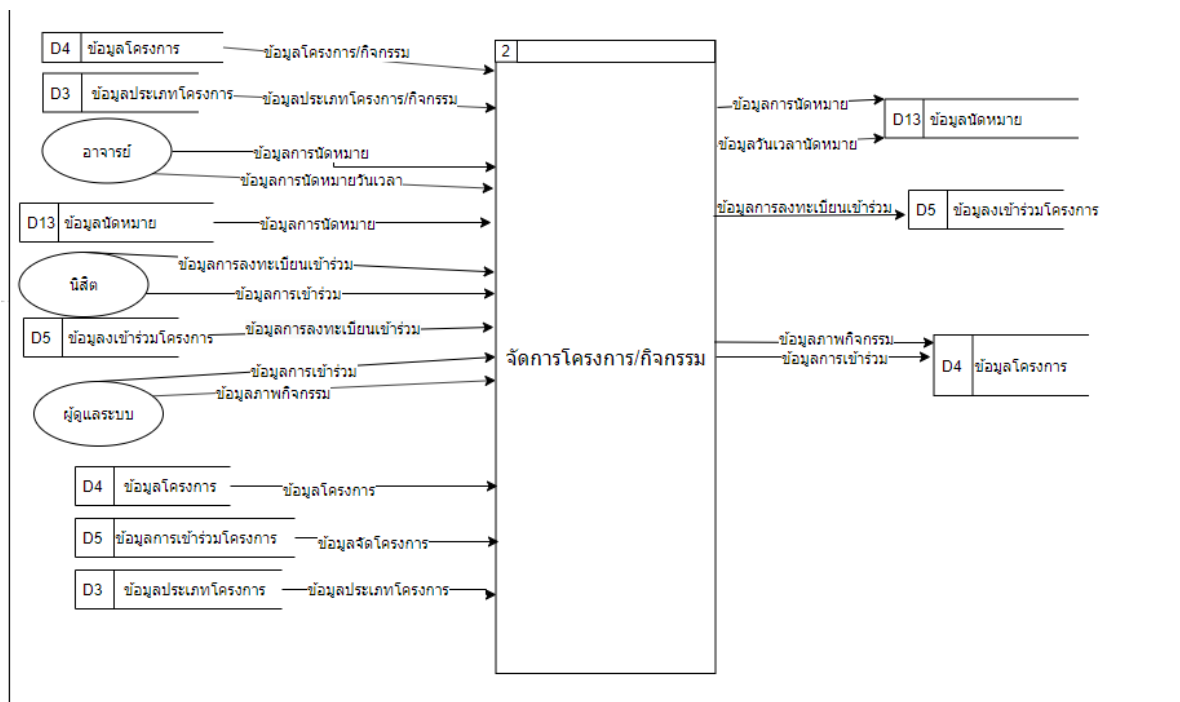 D4 ข้อมูลโครงการ
ข้อมูลโครงการ/กิจกรรม
D3 ข้อมูลประเภทโครงการ
ข้อมูลประเภทโครงการ/กิจกรรม
อาจารย์
ข้อมูลการนัดหมาย
ข้อมูลการนัดหมายวันเวลา
D13 ข้อมูลนัดหมาย
ข้อมูลการนัดหมาย
นิสิต
ข้อมูลการลงทะเบียนเข้าร่วม
ข้อมูลการเข้าร่วม
D5 ข้อมูลงเข้าร่วมโครงการ
ข้อมูลการลงทะเบียนเข้าร่วม
ผู้ดูแลระบบ
ข้อมูลการเข้าร่วม
ข้อมูลภาพกิจกรรม
D4 ข้อมูลโครงการ
ข้อมูลโครงการ
D5 ข้อมูลการเข้าร่วมโครงการ
ข้อมูลจัดโครงการ
D3 ข้อมูลประเภทโครงการ
ข้อมูลประเภทโครงการ
2
จัดการโครงการ/กิจกรรม
ข้อมูลการนัดหมาย
ข้อมูลวันเวลานัดหมาย
D13 ข้อมูลนัดหมาย
ข้อมูลการลงทะเบียนเข้าร่วม
D5 ข้อมูลงเข้าร่วมโครงการ
ข้อมูลภาพกิจกรรม
ข้อมูลการเข้าร่วม
D4 ข้อมูลโครงการ